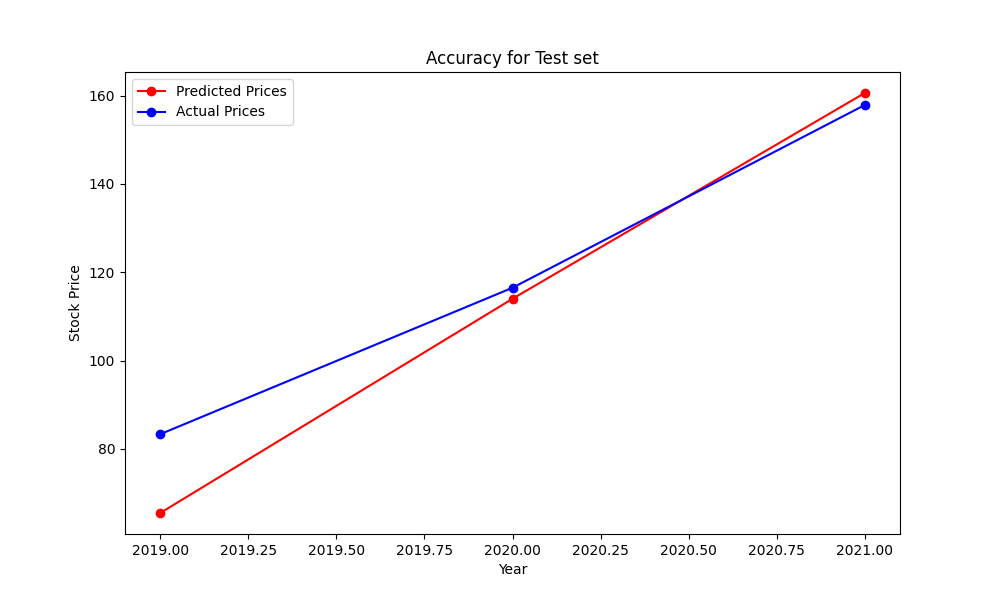 Accuracy for Test set
Predicted Prices
Actual Prices
160
140
120
100
80
Stock Price
2019.00 2019.25 2019.50 2019.75 2020.00 2020.25 2020.50 2020.75 2021.00
Year